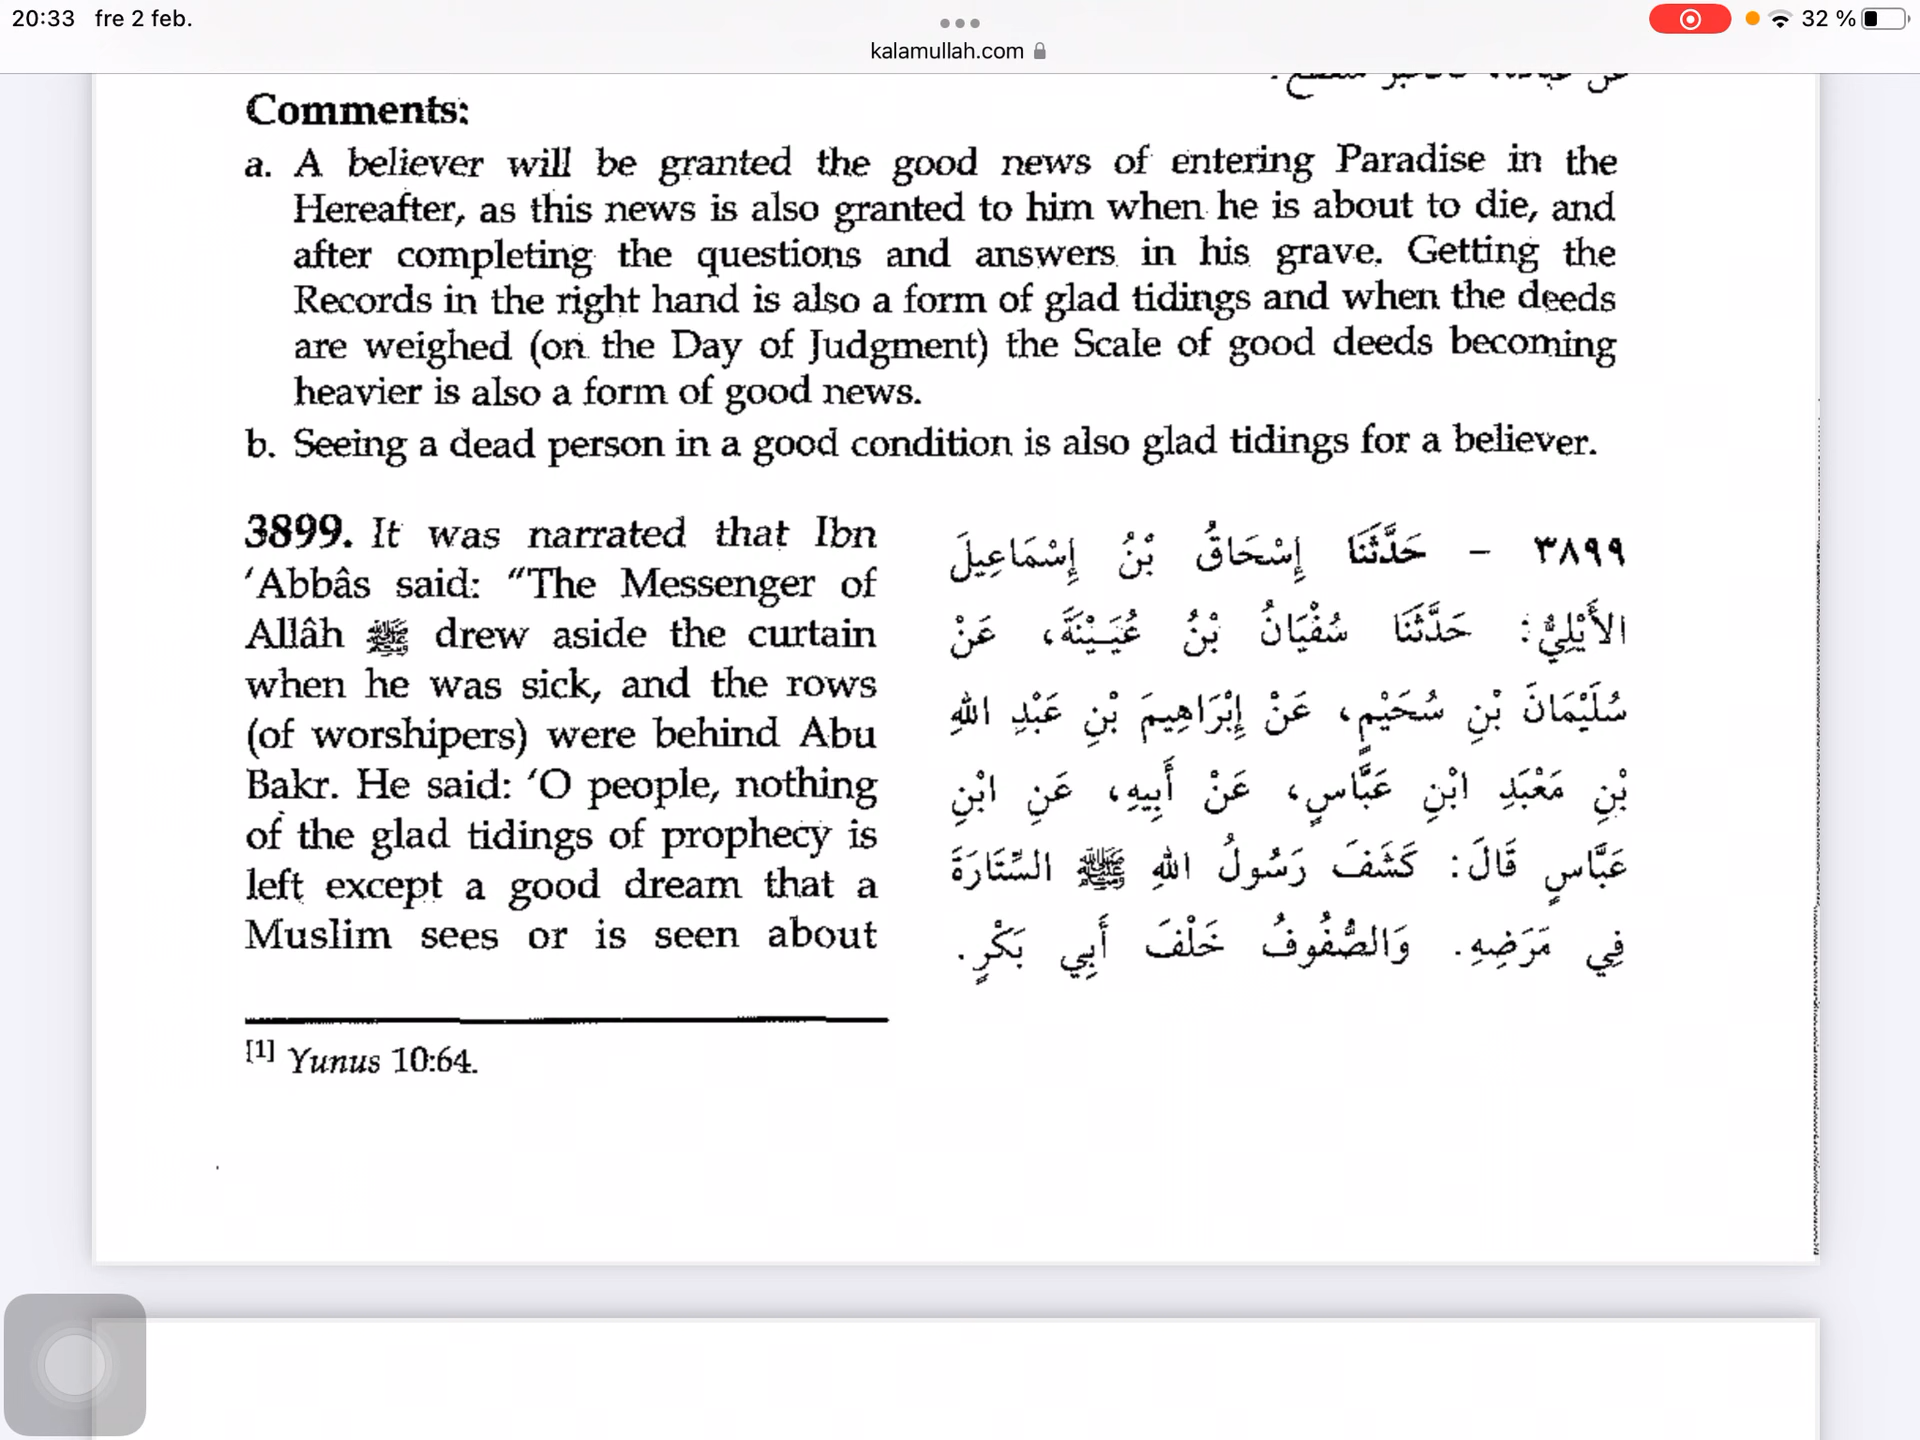 20:33 fre 2 feb.
32 %
kalamullah.com
Comments:
a. A believer will be granted the good news of entering Paradise in the
Hereafter, as this news is also granted to him when he is about to die, and
after completing the questions and answers in his grave. Getting the
Records in the right hand is also a form of glad tidings and when the deeds
are weighed (on the Day of Judgment) the Scale of good deeds becoming
heavier is also a form of good news.
b. Seeing a dead person in a good condition is also glad tidings for a believer.
3899. It was narrated that Ibn
‘Abbâs said: “The Messenger of
Allâh ﷺ drew aside the curtain
when he was sick, and the rows
(of worshipers) were behind Abu
Bakr. He said: ‘O people, nothing
of the glad tidings of prophecy is
left except a good dream that a
Muslim sees or is seen about
٣٨٩٩ – حَدَّثَنَا إِسْحَاقُ بْنُ إِسْمَاعِيلَ
الأَيْلِيُّ: حَدَّثَنَا سُفْيَانُ بْنُ عُيَيْنَةَ، عَنْ
سُلَيْمَانَ بْنِ سُحَيْمٍ، عَنْ إِبْرَاهِيمَ بْنِ عَبْدِ اللهِ
بْنِ مَعْبَدِ ابْنِ عَبَّاسٍ، عَنْ أَبِيهِ، عَنِ ابْنِ
عَبَّاسٍ قَالَ: كَشَفَ رَسُولُ اللهِ ﷺ السِّتَارَةَ
فِي مَرَضِهِ. وَالصُّفُوفُ خَلْفَ أَبِي بَكْرٍ.
[1] Yunus 10:64.